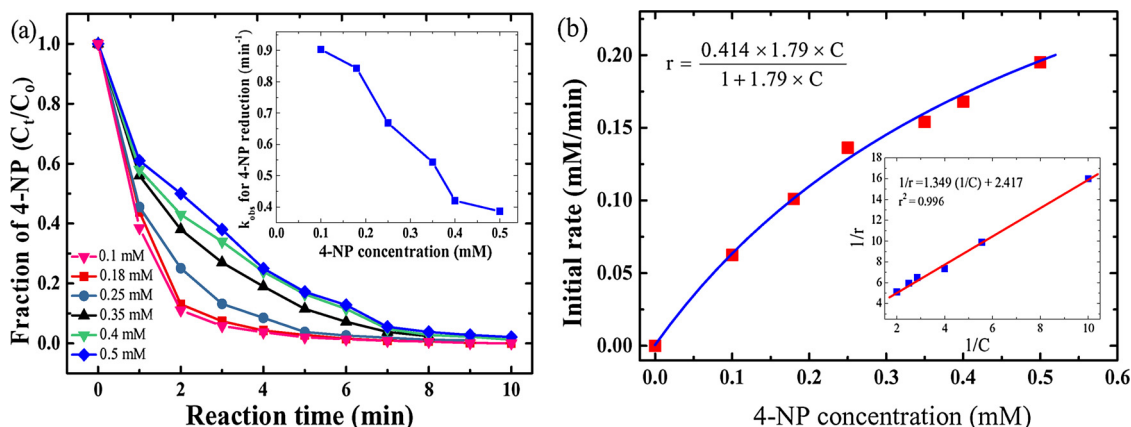 (a)
Fraction of 4-NP (Ct/Co)
1.0
0.8
0.6
0.4
0.2
0.0
0 2 4 6 8 10
Reaction time (min)
0.1 mM
0.18 mM
0.25 mM
0.35 mM
0.4 mM
0.5 mM
kobs for 4-NP reduction (min⁻¹)
0.9
0.8
0.7
0.6
0.5
0.4
0.0 0.1 0.2 0.3 0.4 0.5
4-NP concentration (mM)
(b)
Initial rate (mM/min)
0.20
0.15
0.10
0.05
0.00
0.0 0.1 0.2 0.3 0.4 0.5 0.6
4-NP concentration (mM)
r = 0.414 × 1.79 × C
1 + 1.79 × C
1/r =1.349 (1/C) + 2.417
r² = 0.996
1/r
18
16
14
12
10
8
6
4
2 4 6 8 10
1/C